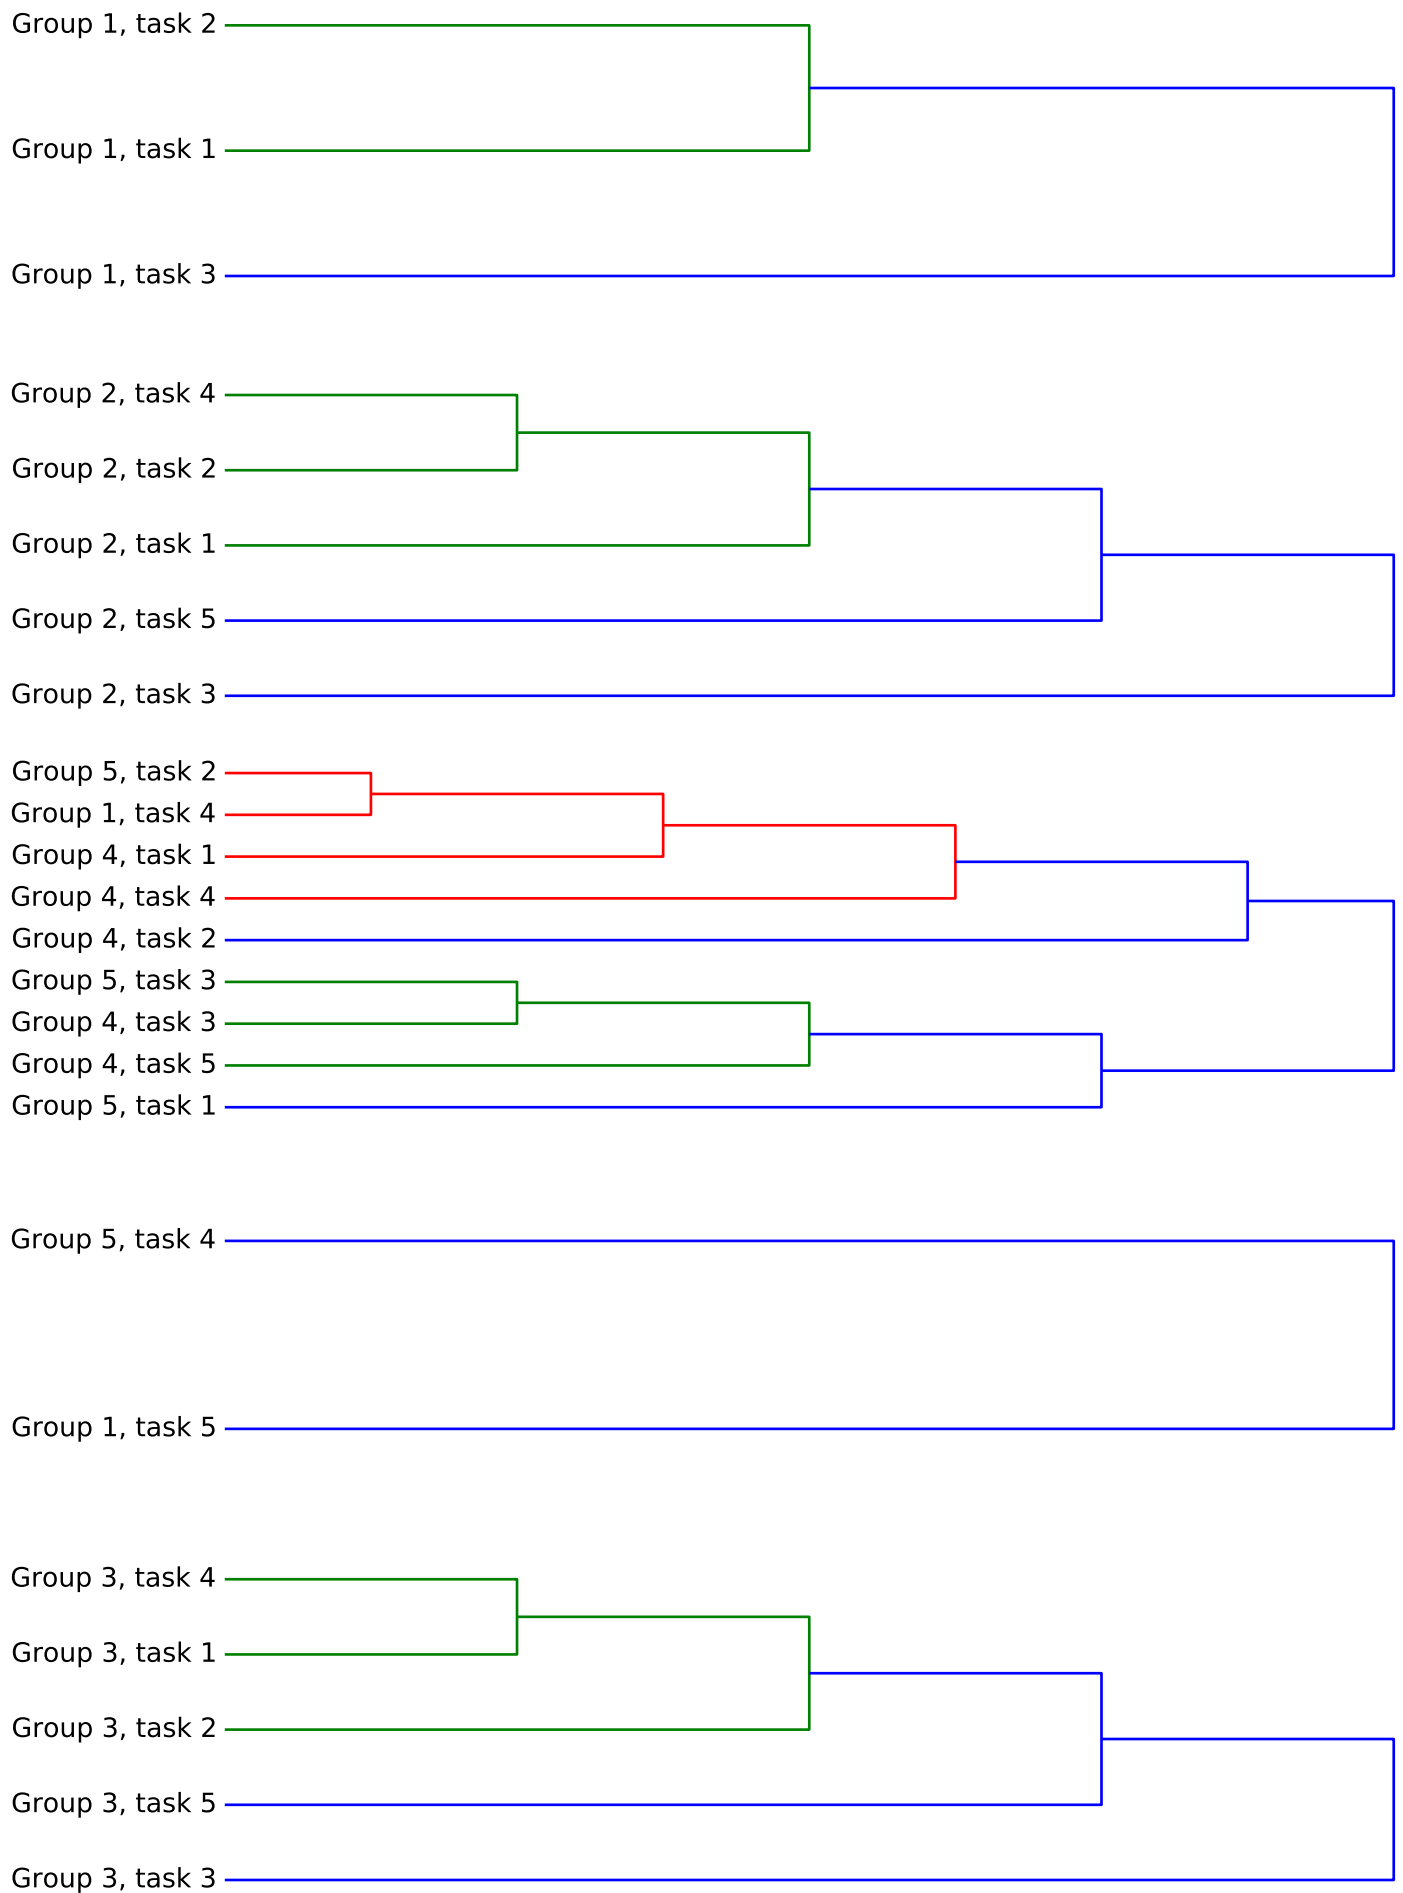 Group 1, task 2
Group 1, task 1
Group 1, task 3
Group 2, task 4
Group 2, task 2
Group 2, task 1
Group 2, task 5
Group 2, task 3
Group 5, task 2
Group 1, task 4
Group 4, task 1
Group 4, task 4
Group 4, task 2
Group 5, task 3
Group 4, task 3
Group 4, task 5
Group 5, task 1
Group 5, task 4
Group 1, task 5
Group 3, task 4
Group 3, task 1
Group 3, task 2
Group 3, task 5
Group 3, task 3